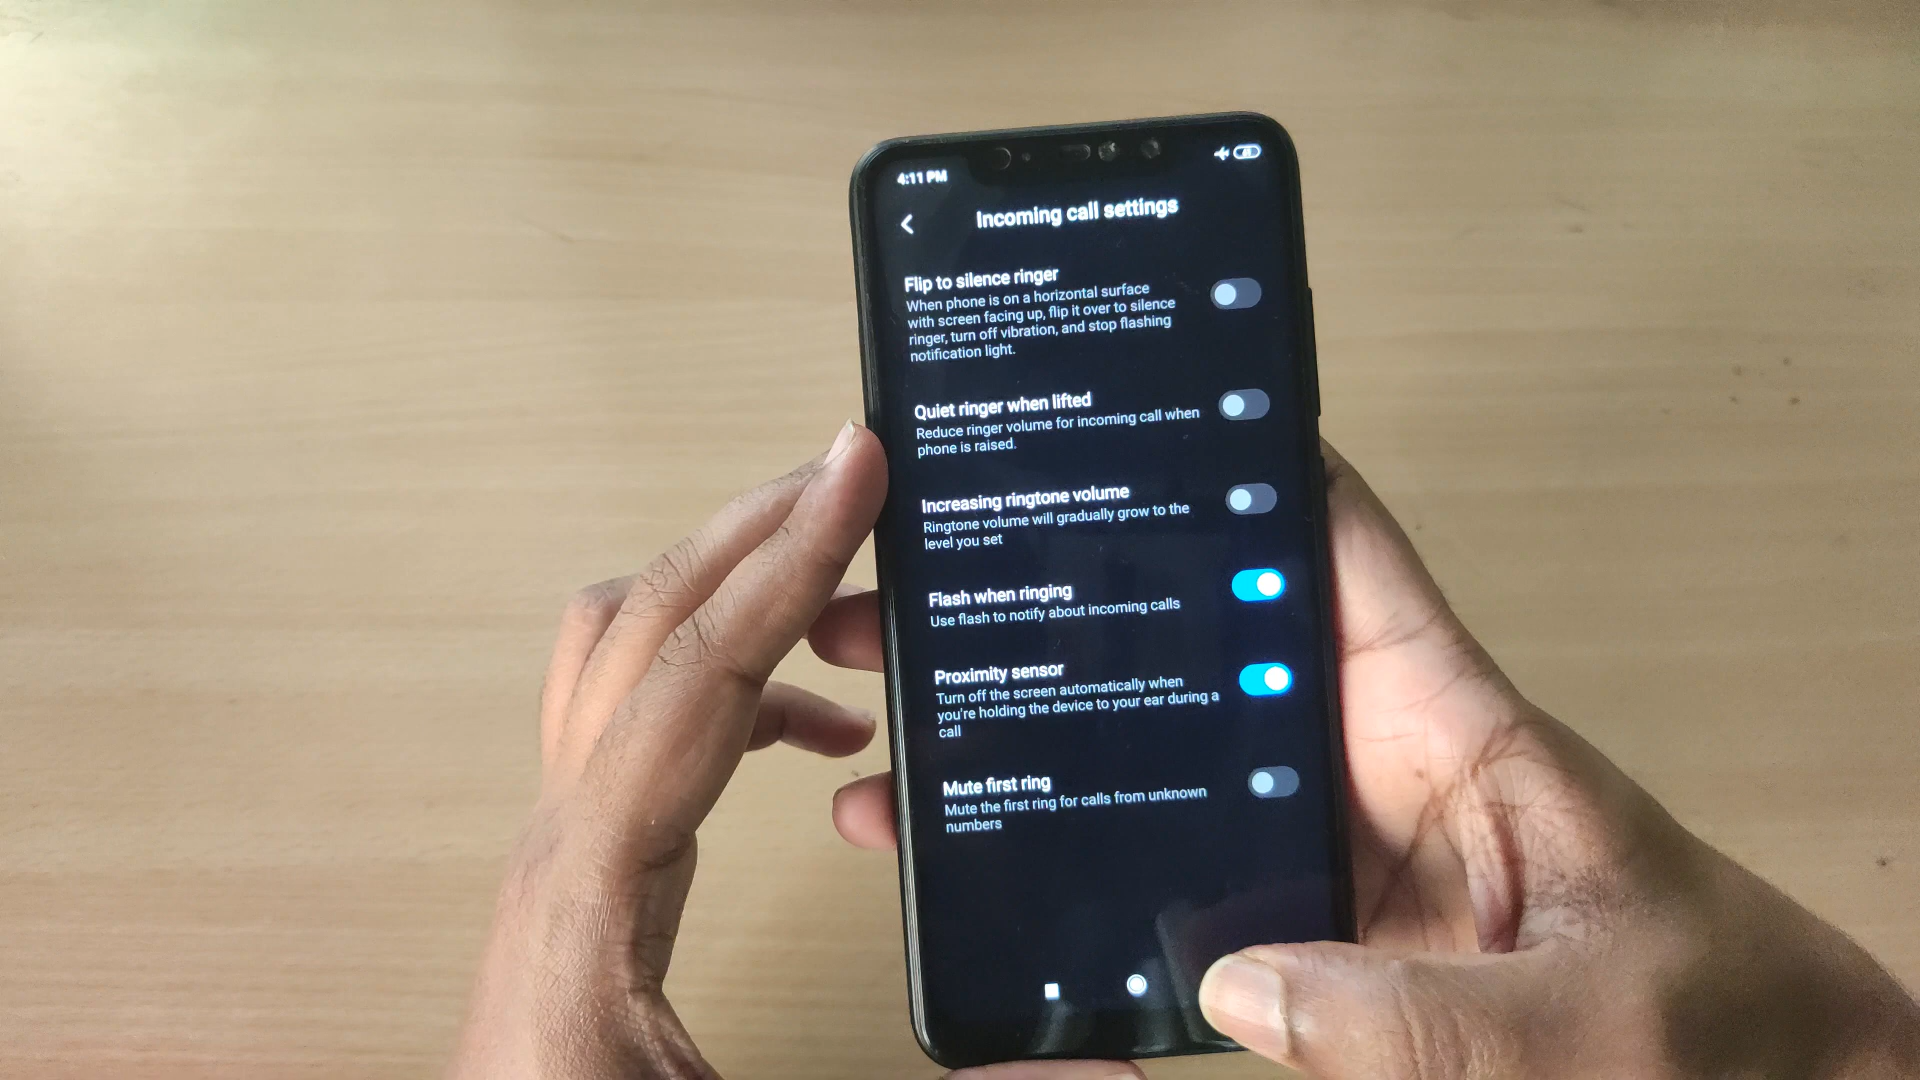 4:11 PM
Incoming call settings
Flip to silence ringer
When phone is on a horizontal surface
with screen facing up, flip it over to silence
ringer, turn off vibration, and stop flashing
notification light.
Quiet ringer when lifted
Reduce ringer volume for incoming call when
phone is raised.
Increasing ringtone volume
Ringtone volume will gradually grow to the
level you set
Flash when ringing
Use flash to notify about incoming calls
Proximity sensor
Turn off the screen automatically when
you're holding the device to your ear during a
call
Mute first ring
Mute the first ring for calls from unknown
numbers